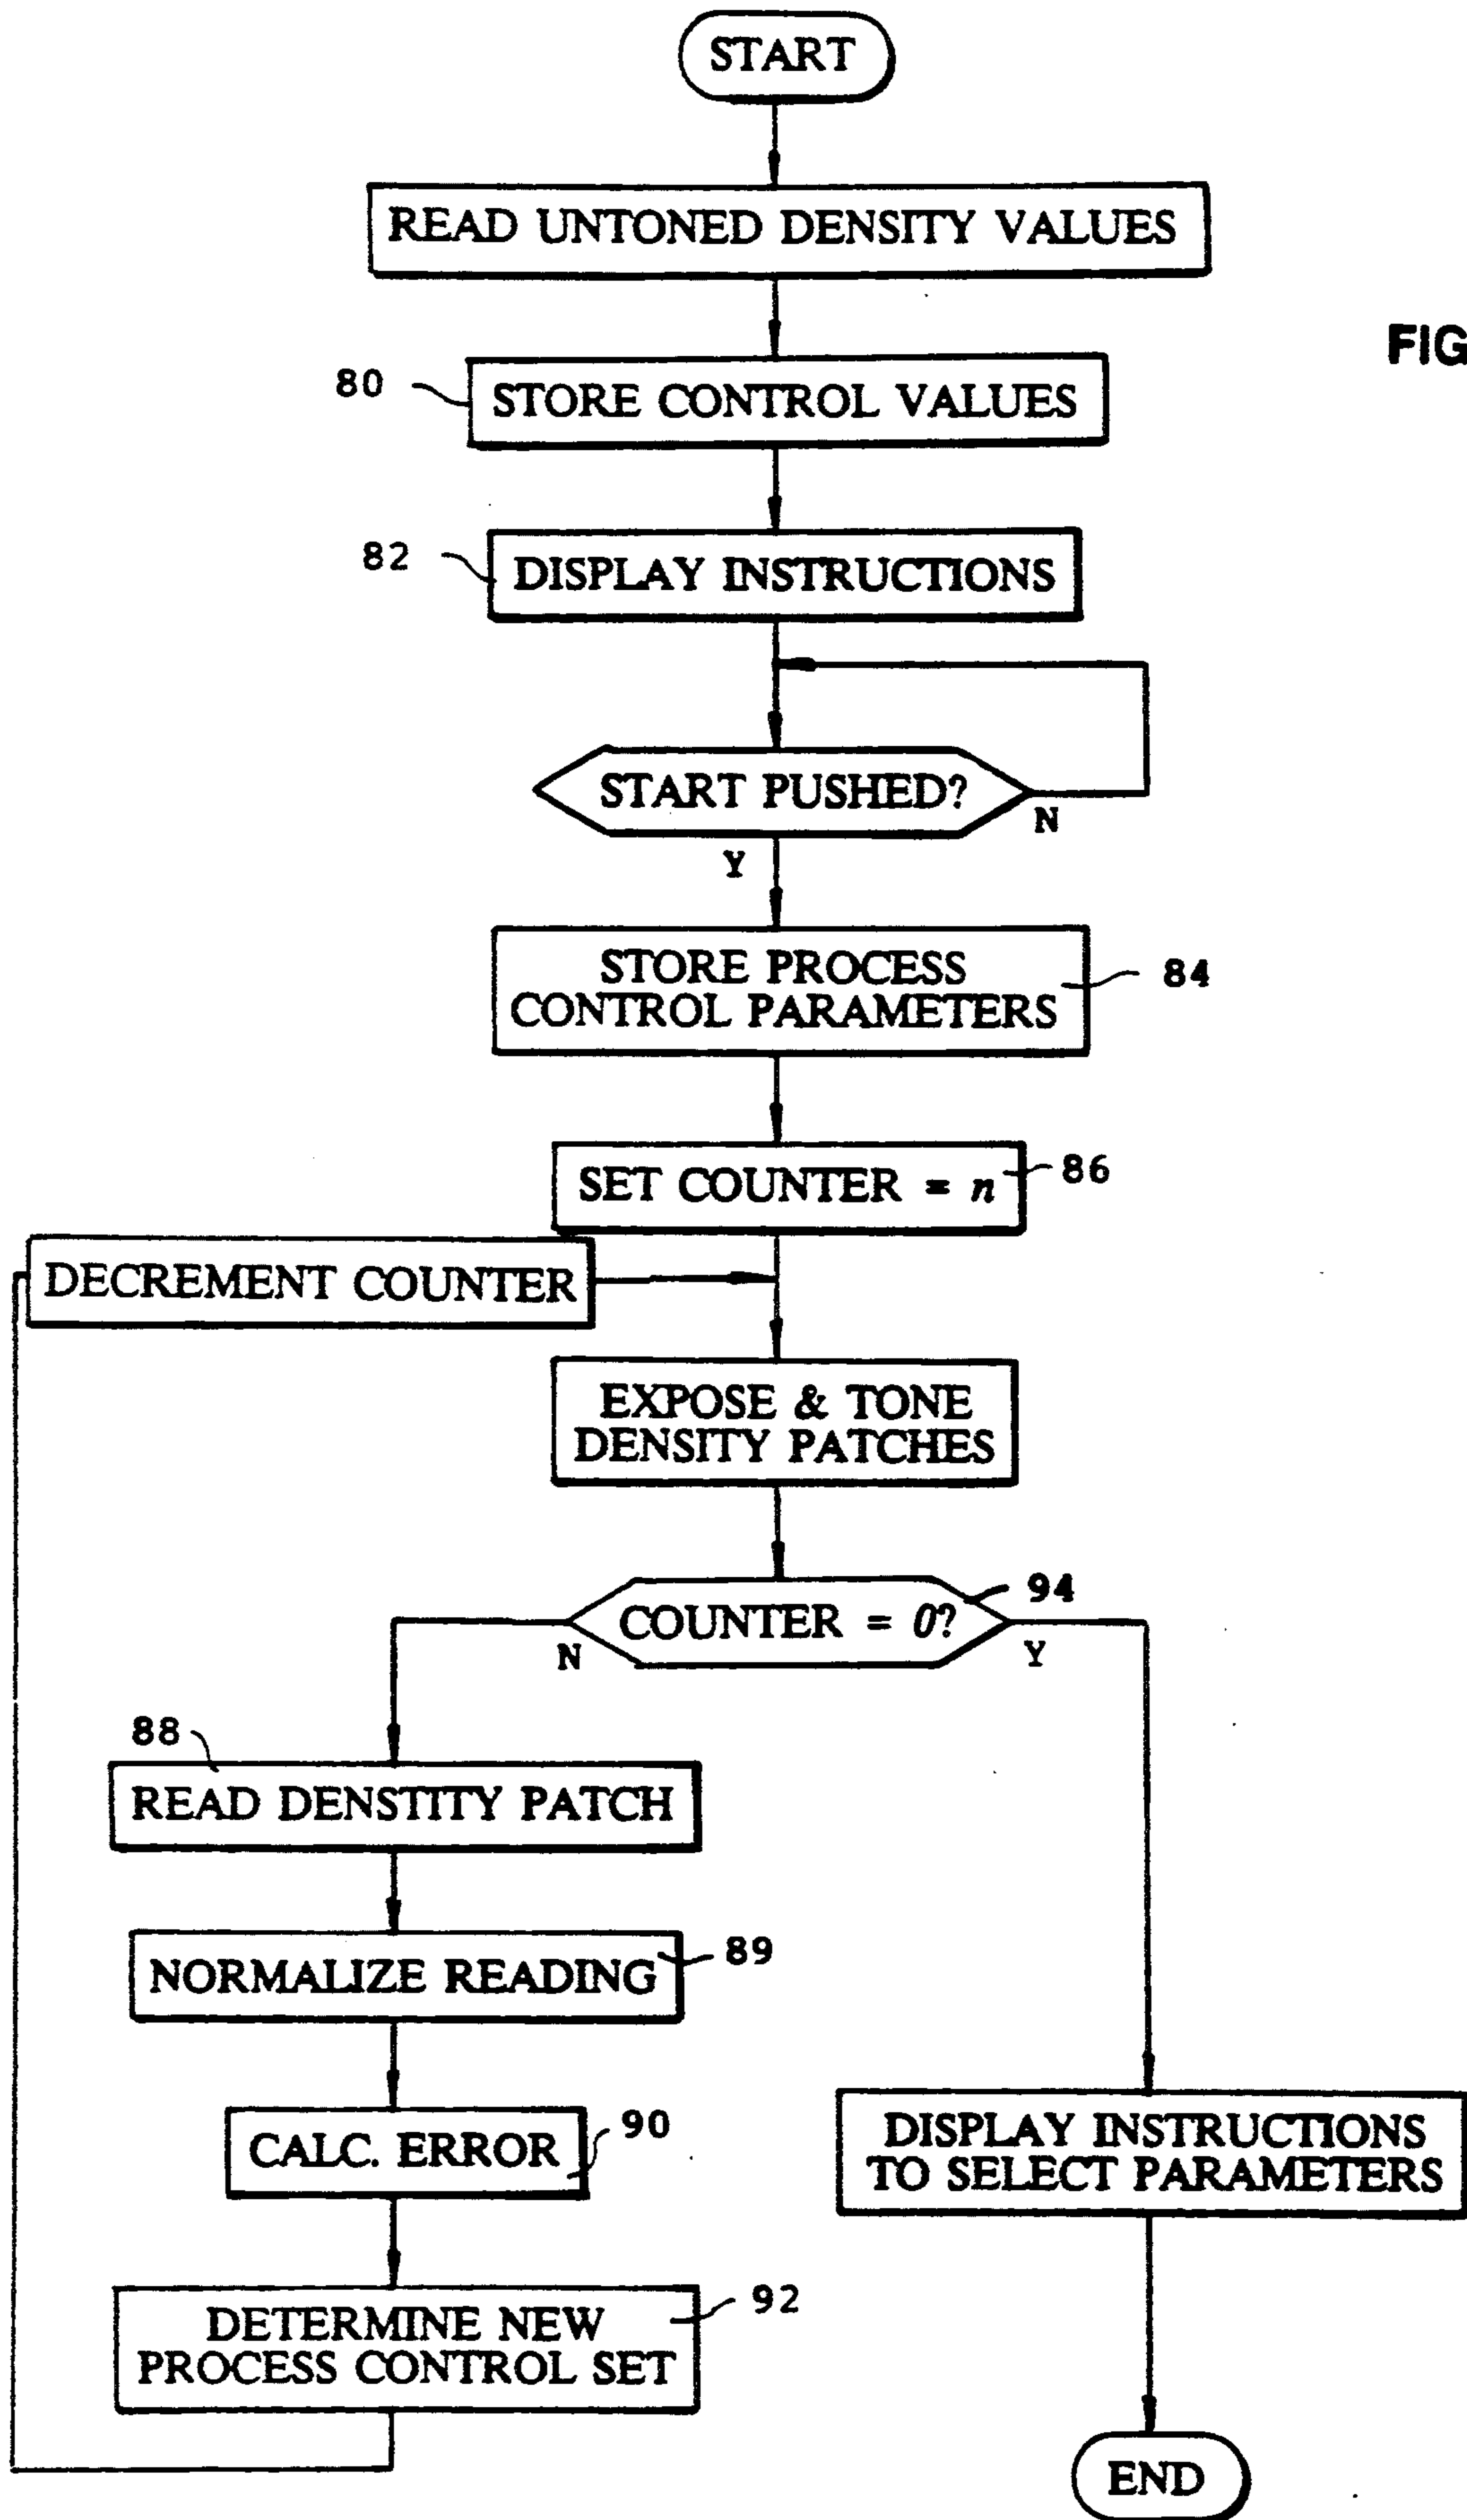 START
READ UNTONED DENSITY VALUES
FIG
80
STORE CONTROL VALUES
82
DISPLAY INSTRUCTIONS
START PUSHED?
N
Y
STORE PROCESS
CONTROL PARAMETERS
84
SET COUNTER = n
86
DECREMENT COUNTER
EXPOSE & TONE
DENSITY PATCHES
94
COUNTER = 0?
N
Y
88
READ DENSTITY PATCH
NORMALIZE READING
89
CALC. ERROR
90
DISPLAY INSTRUCTIONS
TO SELECT PARAMETERS
DETERMINE NEW
PROCESS CONTROL SET
92
END